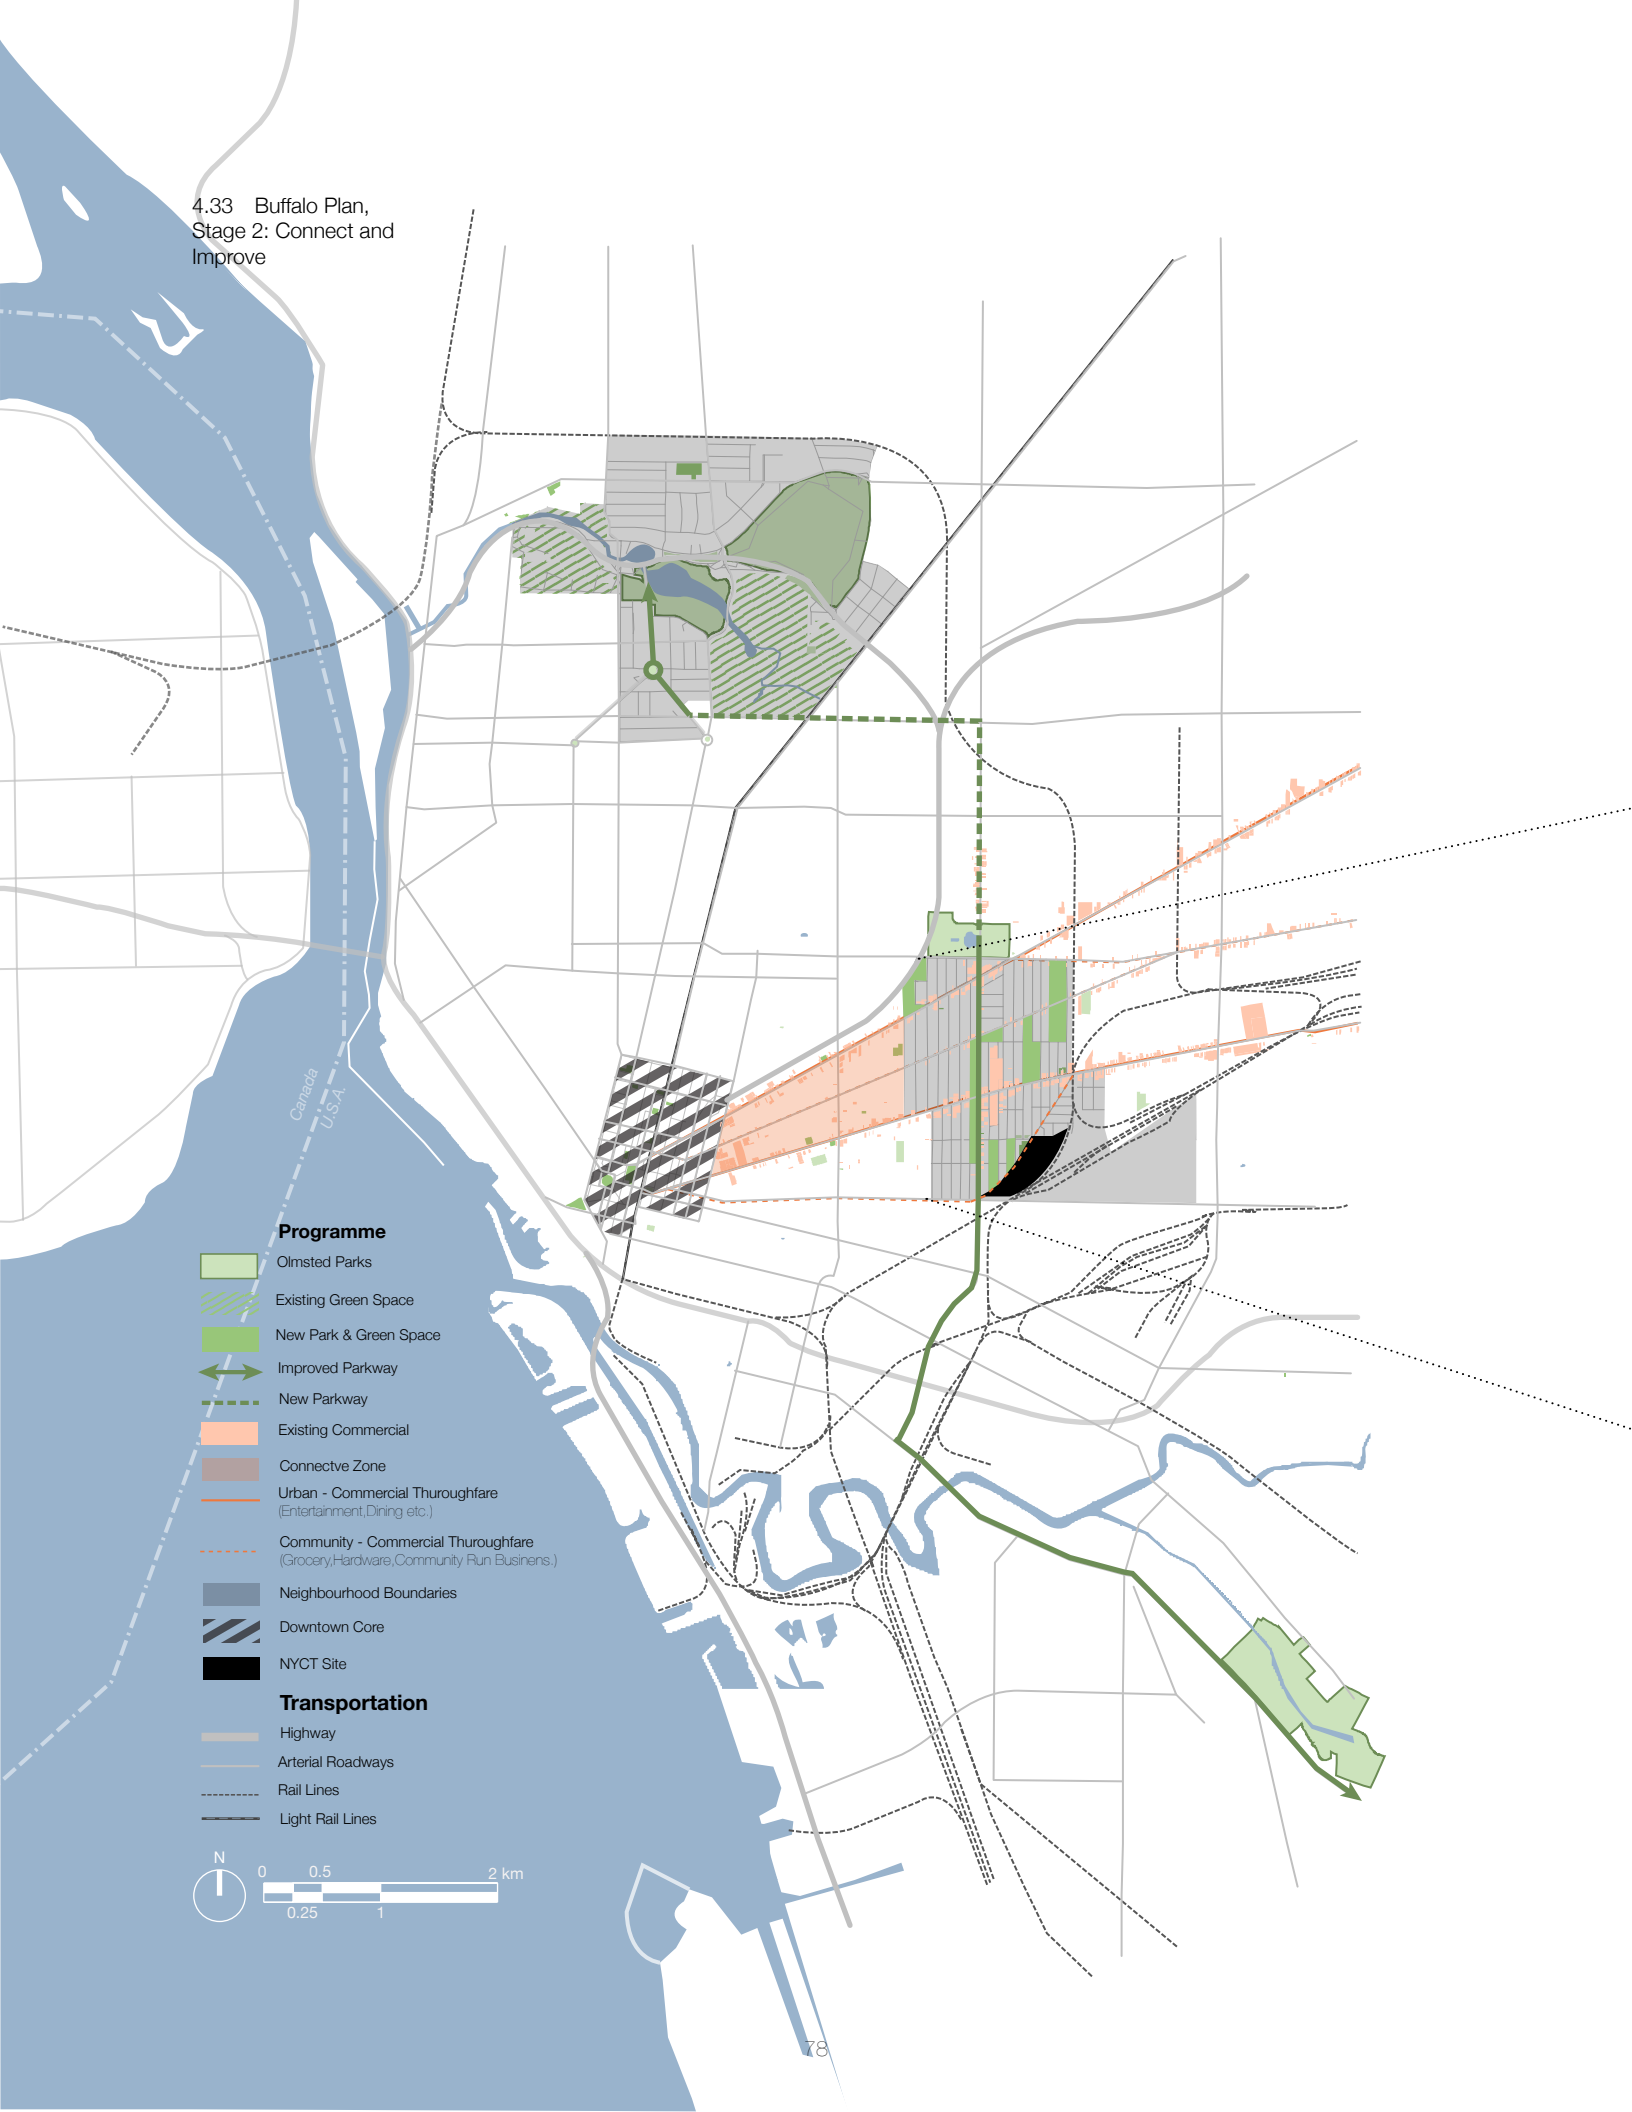 4.33 Buffalo Plan,
Stage 2: Connect and
Improve
Canada
U.S.A.
Programme
Olmsted Parks
Existing Green Space
New Park & Green Space
Improved Parkway
New Parkway
Existing Commercial
Connectve Zone
Urban - Commercial Thuroughfare
(Entertainment,Dining etc.)
Community - Commercial Thuroughfare
(Grocery,Hardware,Community Run Businens.)
Neighbourhood Boundaries
Downtown Core
NYCT Site
Transportation
Highway
Arterial Roadways
Rail Lines
Light Rail Lines
N
0 0.5 2 km
0.25 1
78